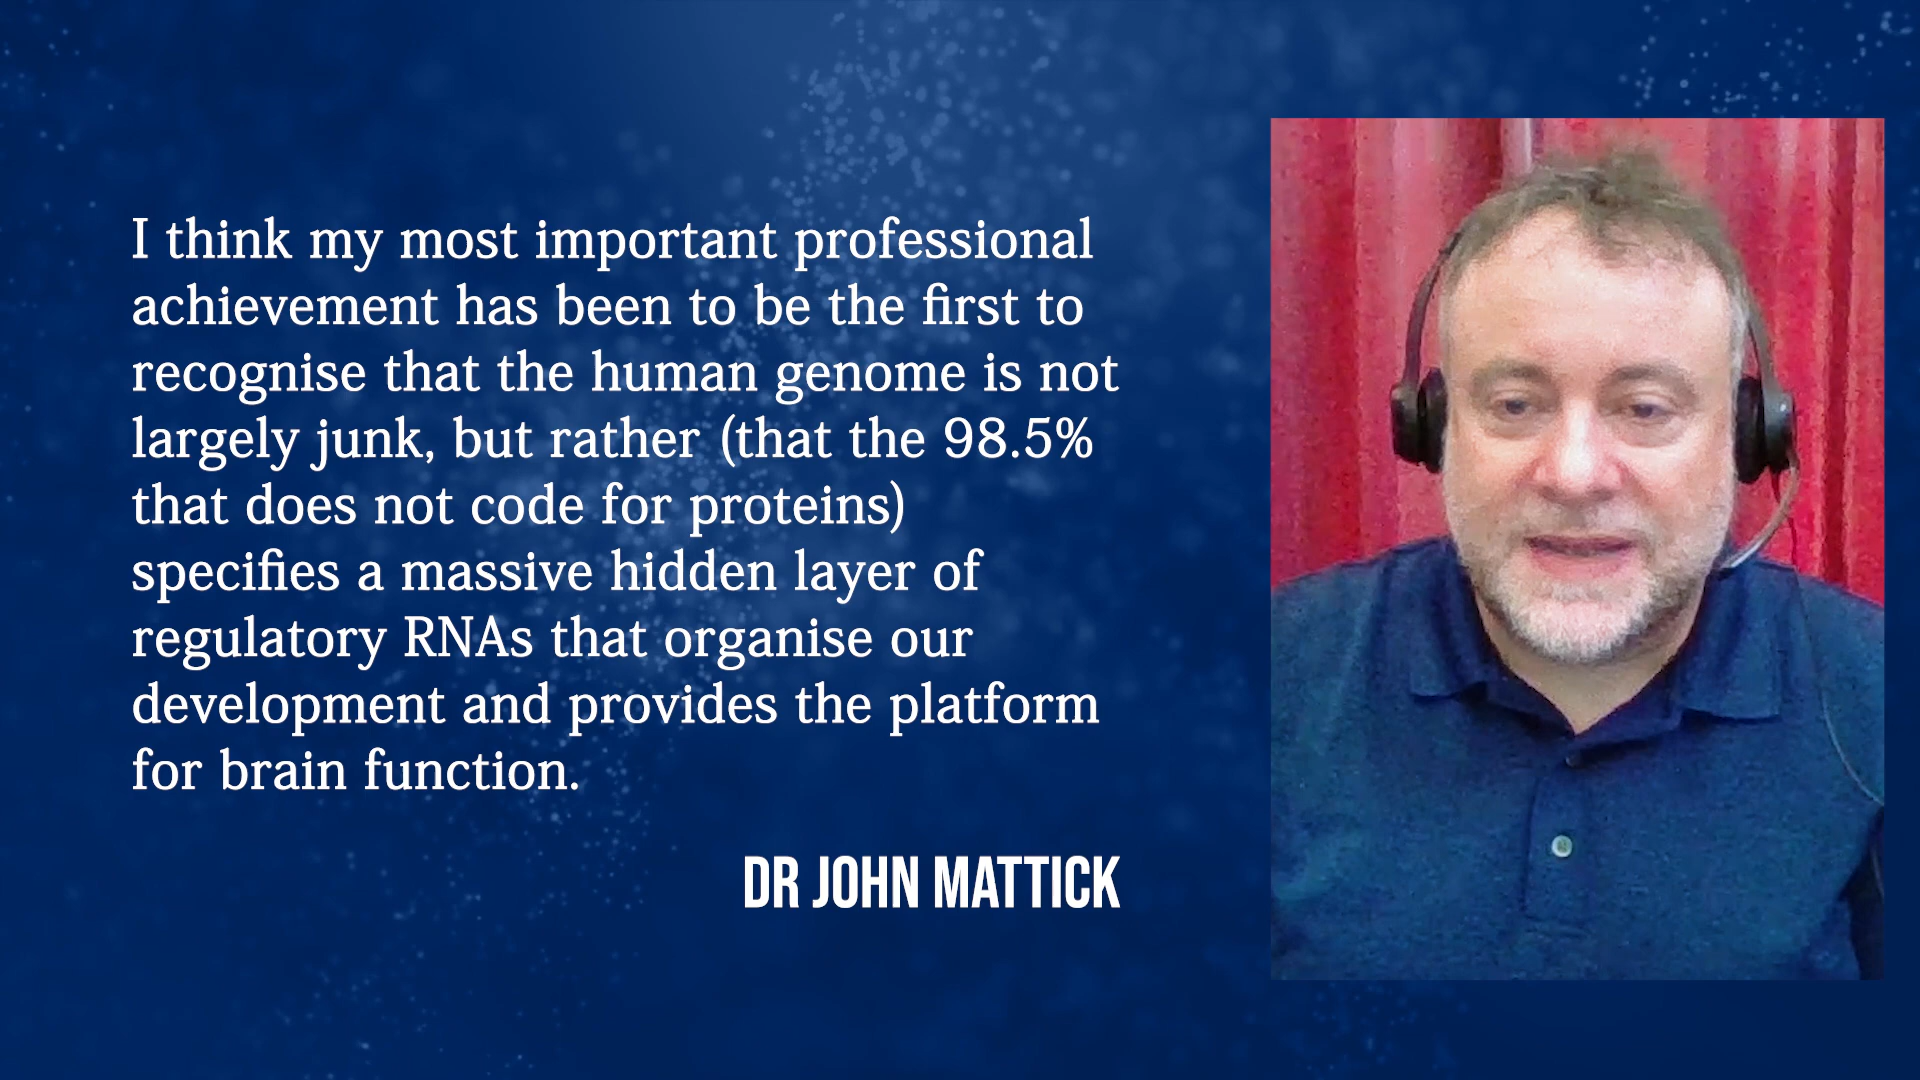 I think my most important professional
achievement has been to be the first to
recognise that the human genome is not
largely junk, but rather (that the 98.5%
that does not code for proteins)
specifies a massive hidden layer of
regulatory RNAs that organise our
development and provides the platform
for brain function.
DR JOHN MATTICK